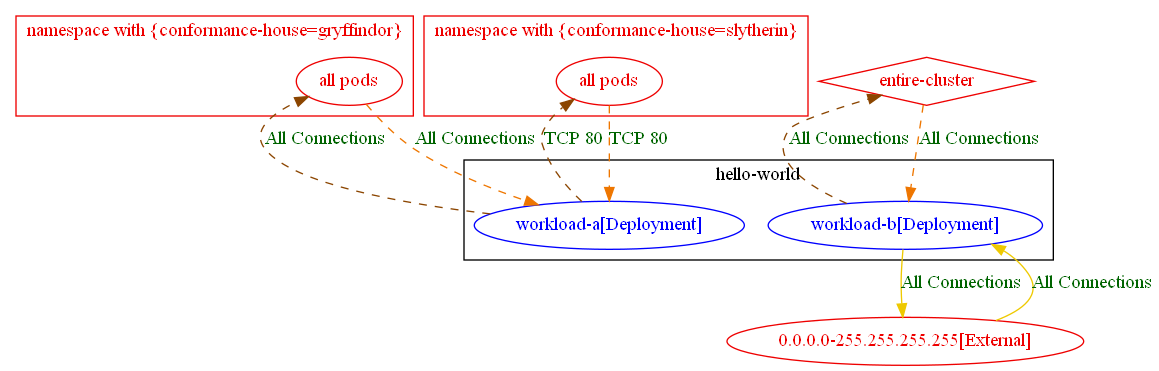 namespace with {conformance-house=gryffindor}
namespace with {conformance-house=slytherin}
all pods
all pods
entire-cluster
All Connections
All Connections
TCP 80
TCP 80
All Connections
All Connections
hello-world
workload-a[Deployment]
workload-b[Deployment]
All Connections
All Connections
0.0.0.0-255.255.255.255[External]